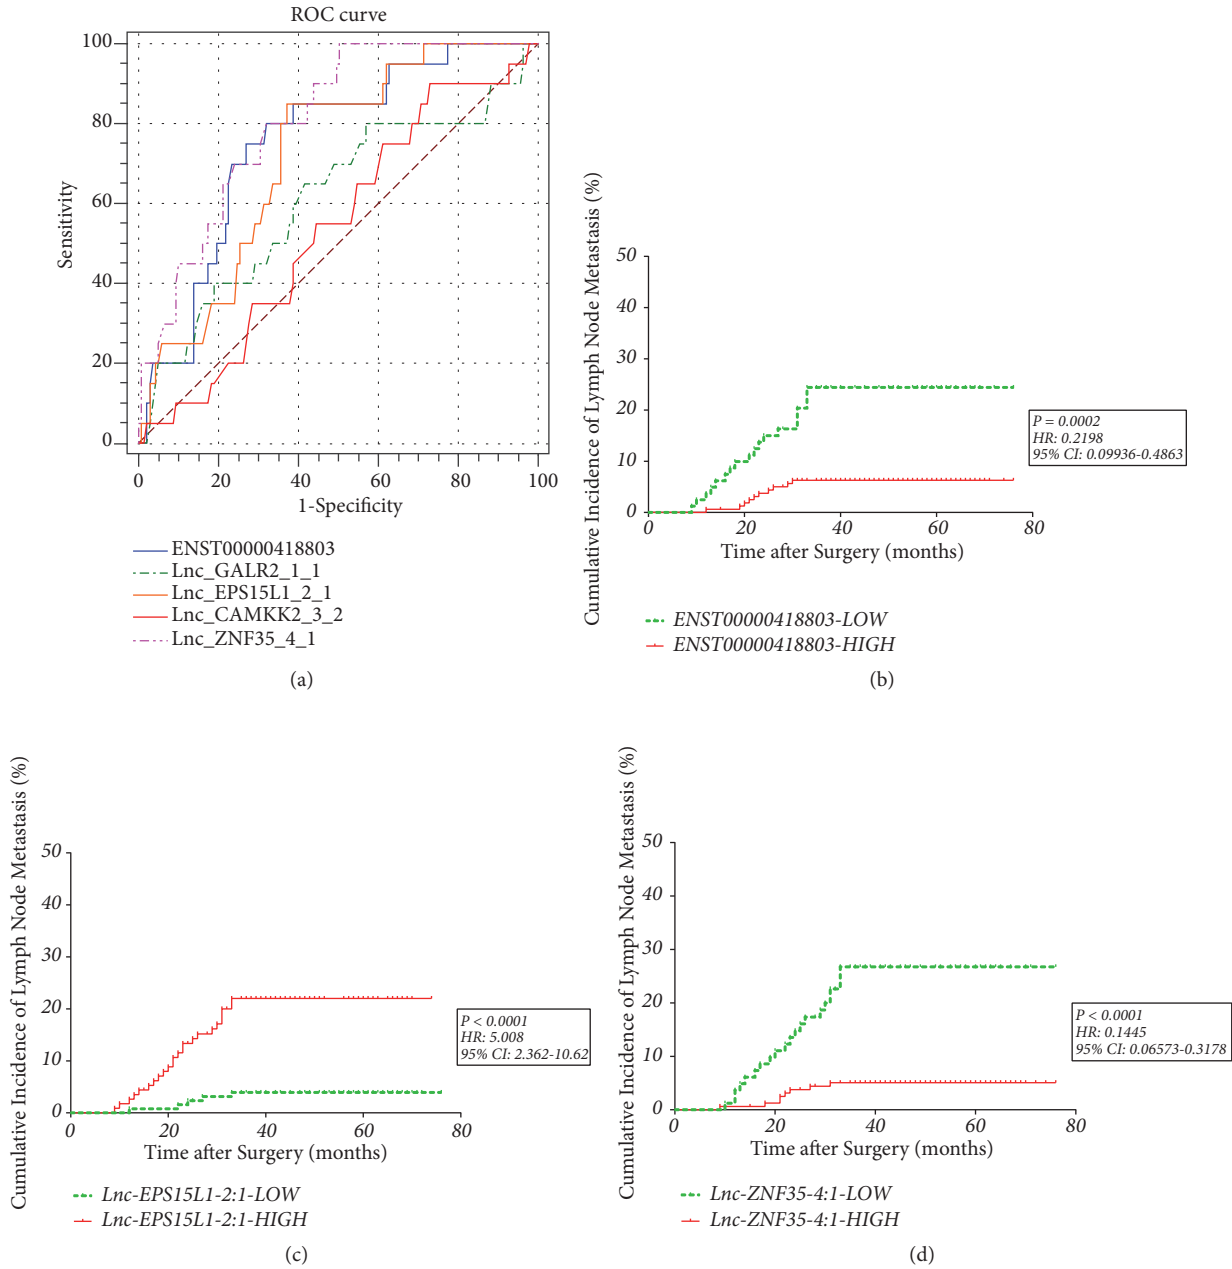 ROC curve
100
80
60
40
20
0
Sensitivity
0 20 40 60 80 100
1-Specificity
ENST00000418803
Lnc_GALR2_1_1
Lnc_EPS15L1_2_1
Lnc_CAMKK2_3_2
Lnc_ZNF35_4_1
(a)
Cumulative Incidence of Lymph Node Metastasis (%)
50
40
30
20
10
0
0 20 40 60 80
Time after Surgery (months)
P = 0.0002
HR: 0.2198
95% CI: 0.09936-0.4863
ENST00000418803-LOW
ENST00000418803-HIGH
(b)
Cumulative Incidence of Lymph Node Metastasis (%)
50
40
30
20
10
0
0 20 40 60 80
Time after Surgery (months)
P < 0.0001
HR: 5.008
95% CI: 2.362-10.62
Lnc-EPS15L1-2:1-LOW
Lnc-EPS15L1-2:1-HIGH
(c)
Cumulative Incidence of Lymph Node Metastasis (%)
50
40
30
20
10
0
0 20 40 60 80
Time after Surgery (months)
P < 0.0001
HR: 0.1445
95% CI: 0.06573-0.3178
Lnc-ZNF35-4:1-LOW
Lnc-ZNF35-4:1-HIGH
(d)